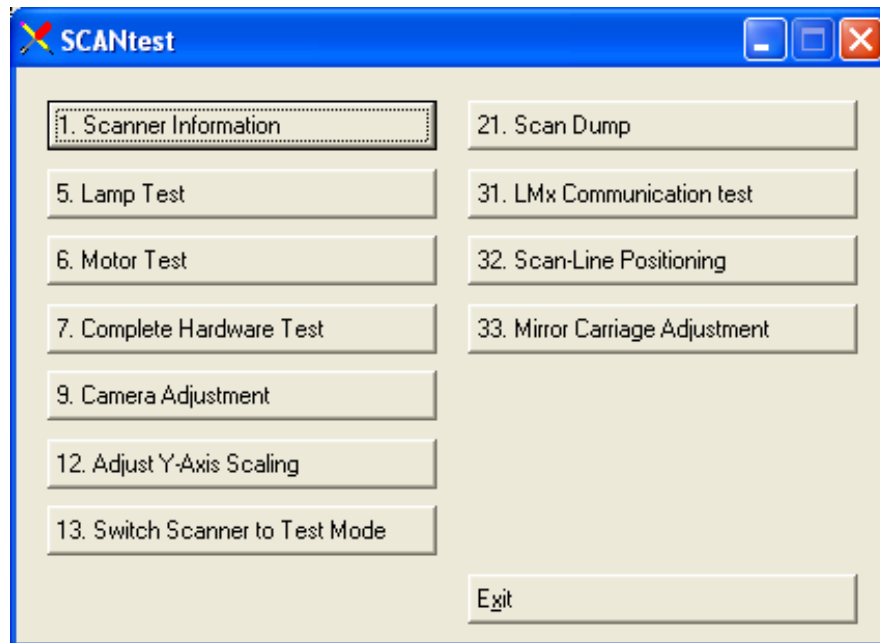 SCANtest
1. Scanner Information
5. Lamp Test
6. Motor Test
7. Complete Hardware Test
9. Camera Adjustment
12. Adjust Y-Axis Scaling
13. Switch Scanner to Test Mode
21. Scan Dump
31. LMx Communication test
32. Scan-Line Positioning
33. Mirror Carriage Adjustment
Exit